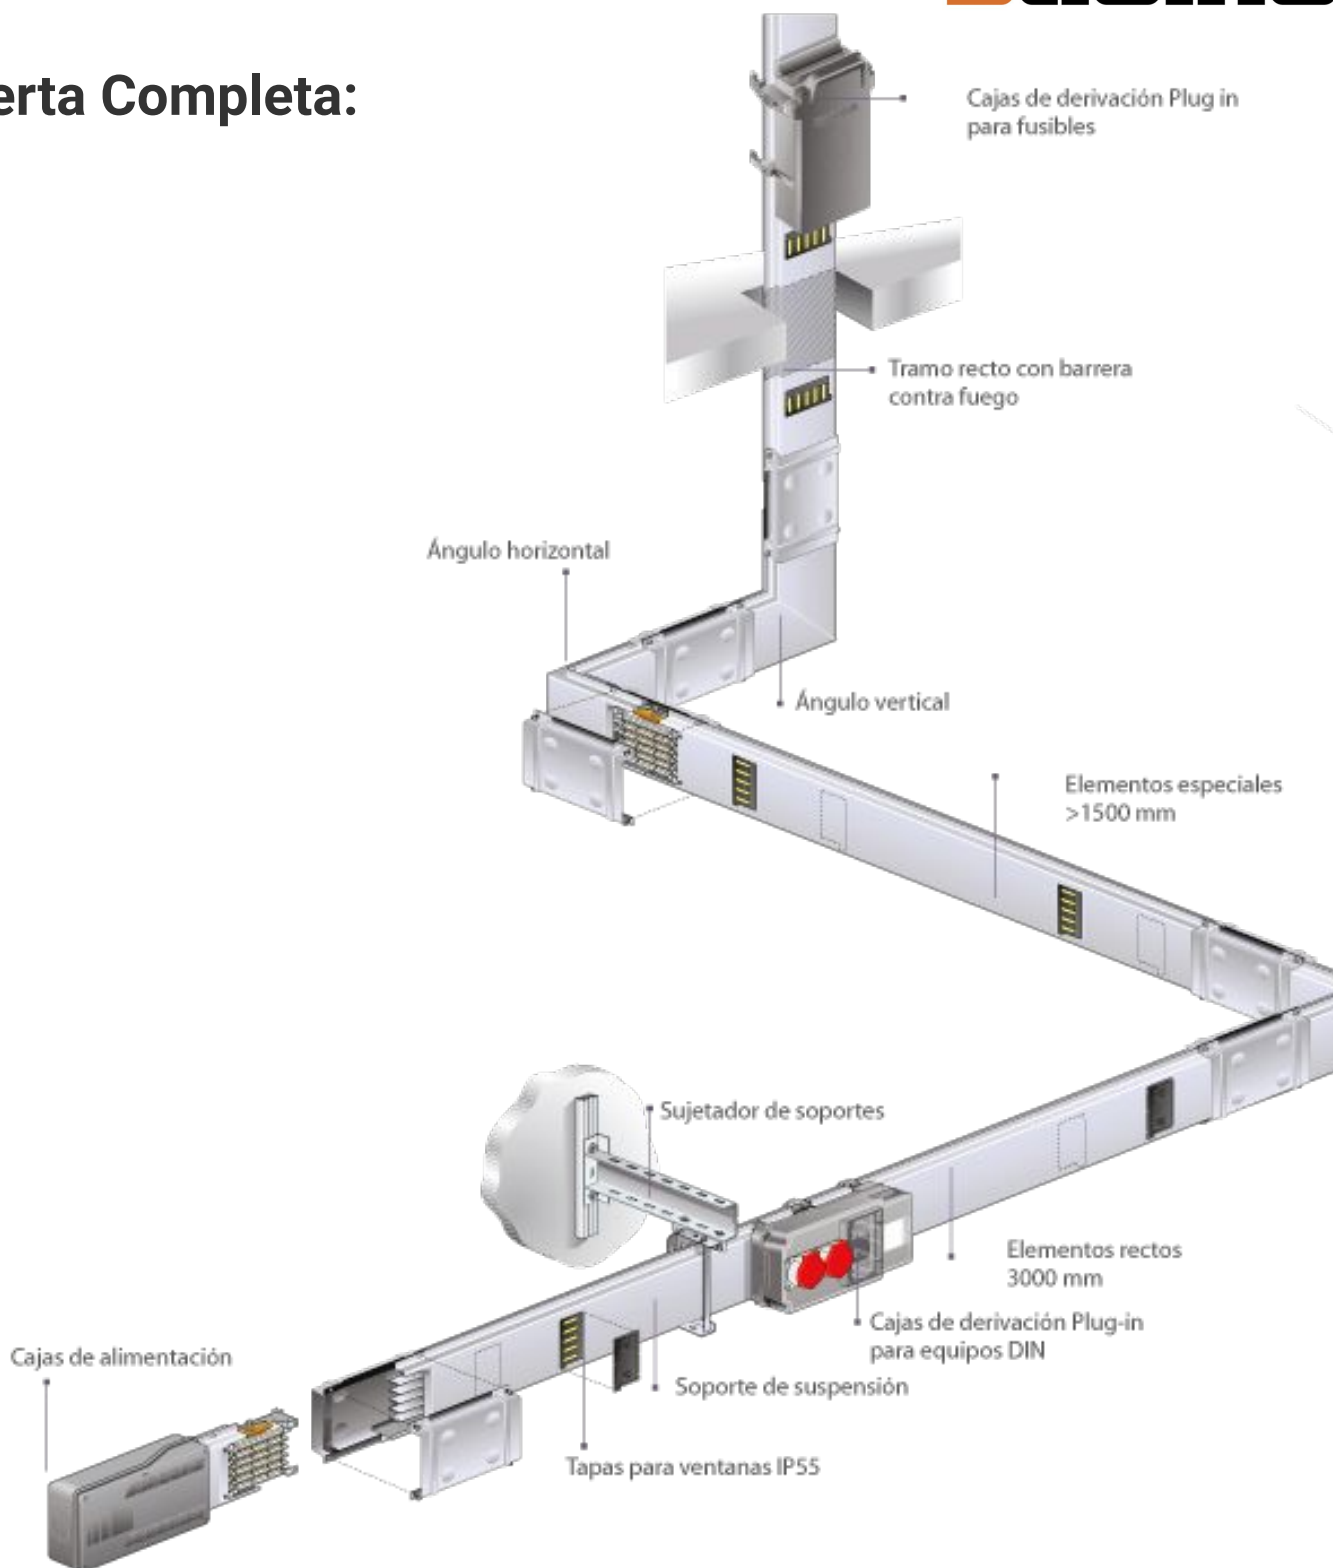 erta Completa:
Cajas de derivación Plug in
para fusibles
Tramo recto con barrera
contra fuego
Ángulo horizontal
Ángulo vertical
Elementos especiales
>1500 mm
Sujetador de soportes
Elementos rectos
3000 mm
Cajas de derivación Plug-in
para equipos DIN
Cajas de alimentación
Soporte de suspensión
Tapas para ventanas IP55